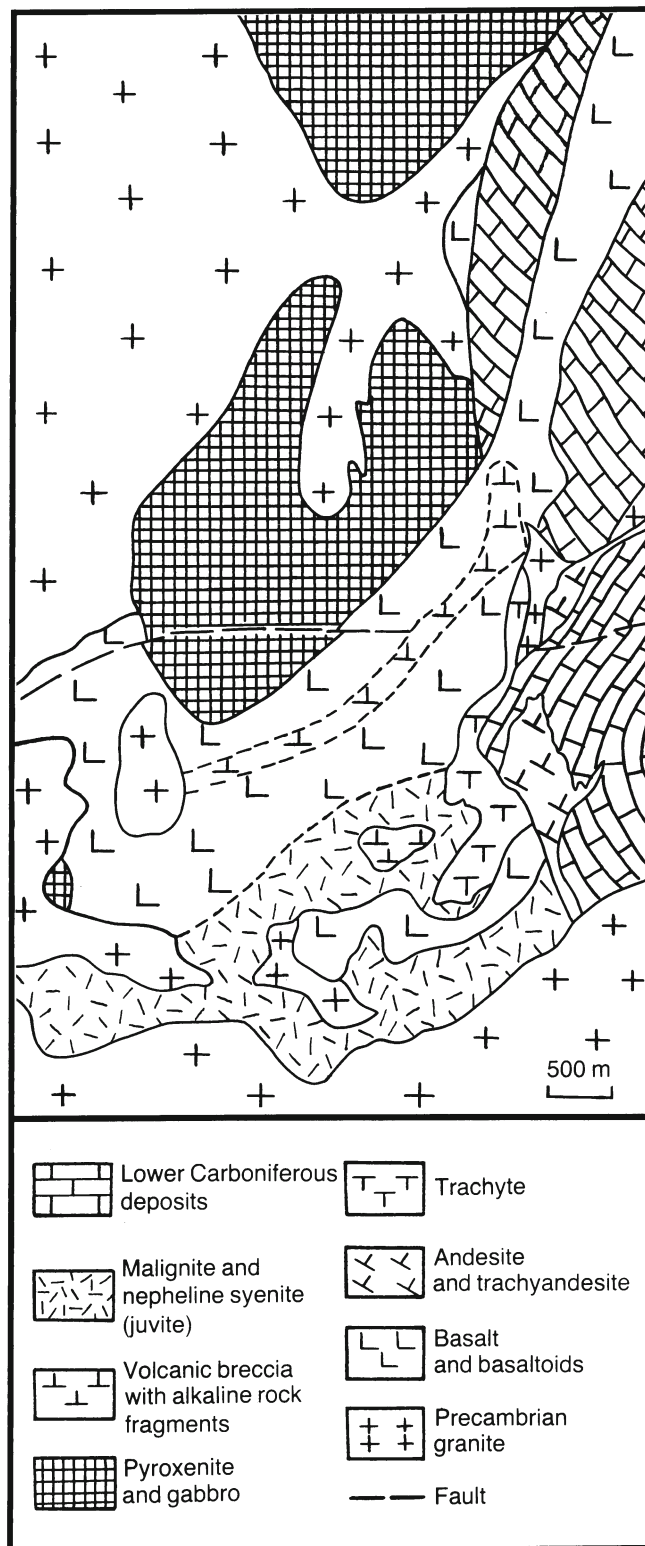 500 m
Lower Carboniferous
deposits
Malignite and
nepheline syenite
(juvite)
Volcanic breccia
with alkaline rock
fragments
Pyroxenite
and gabbro
Trachyte
Andesite
and trachyandesite
Basalt
and basaltoids
Precambrian
granite
Fault